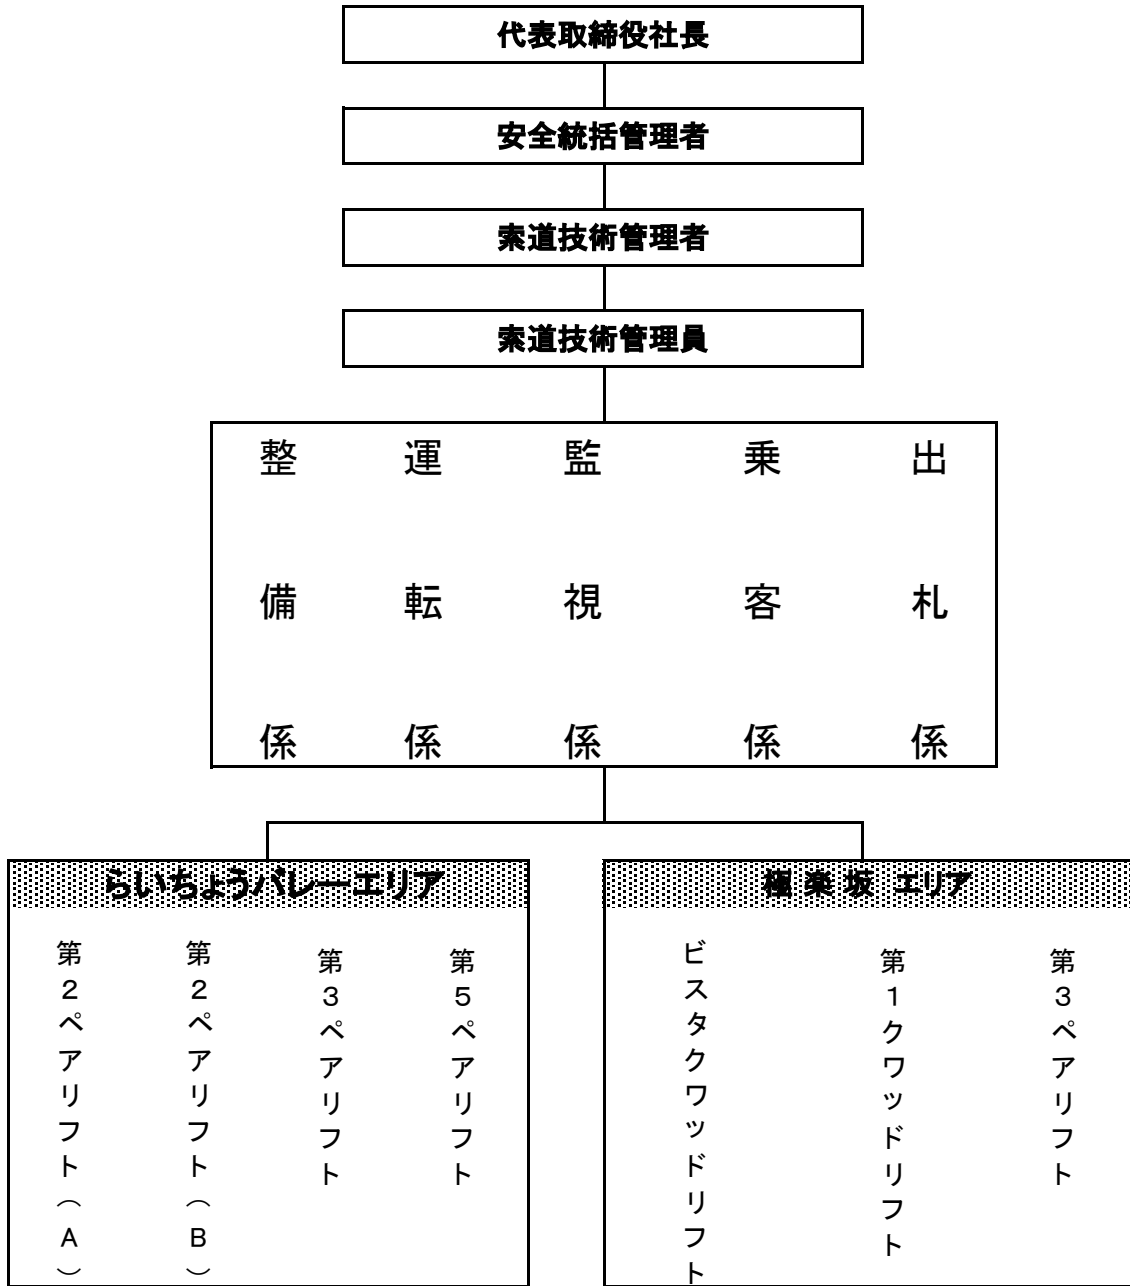 代表取締役社長
安全統括管理者
索道技術管理者
索道技術管理員
整備係
運転係
監視係
乗客係
出札係
らいちょうバレーエリア
第2ペアリフト（A）
第2ペアリフト（B）
第3ペアリフト
第5ペアリフト
極楽坂 エリア
ビスタクワッドリフト
第1クワッドリフト
第3ペアリフト